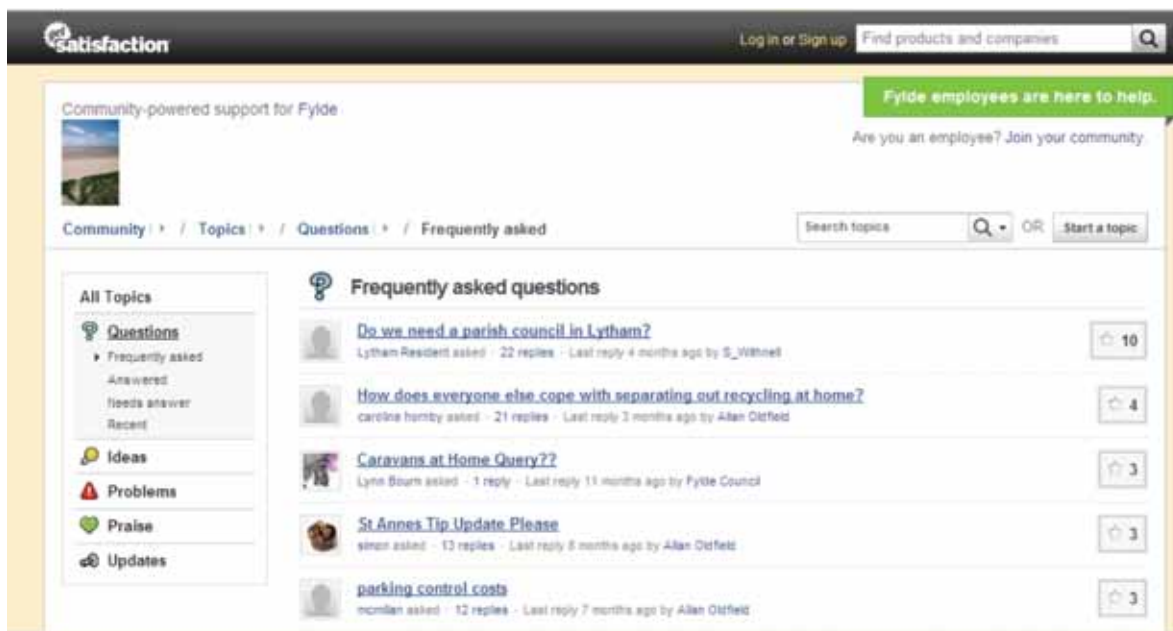 get satisfaction
Log in or Sign up
Find products and companies
Fylde employees are here to help.
Community-powered support for Fylde
Are you an employee? Join your community.
Community / Topics / Questions / Frequently asked
Search topics
OR
Start a topic
All Topics
Questions
Frequently asked
Answered
Needs answer
Recent
Ideas
Problems
Praise
Updates
Frequently asked questions
Do we need a parish council in Lytham?
Lytham Resident asked - 22 replies - Last reply 4 months ago by S_Withnell
10
How does everyone else cope with separating out recycling at home?
caroline hornby asked - 21 replies - Last reply 3 months ago by Allan Oldfield
4
Caravans at Home Query??
Lynn Bourn asked - 1 reply - Last reply 11 months ago by Fylde Council
3
St Annes Tip Update Please
simon asked - 13 replies - Last reply 8 months ago by Allan Oldfield
3
parking control costs
mcmilan asked - 12 replies - Last reply 7 months ago by Allan Oldfield
3